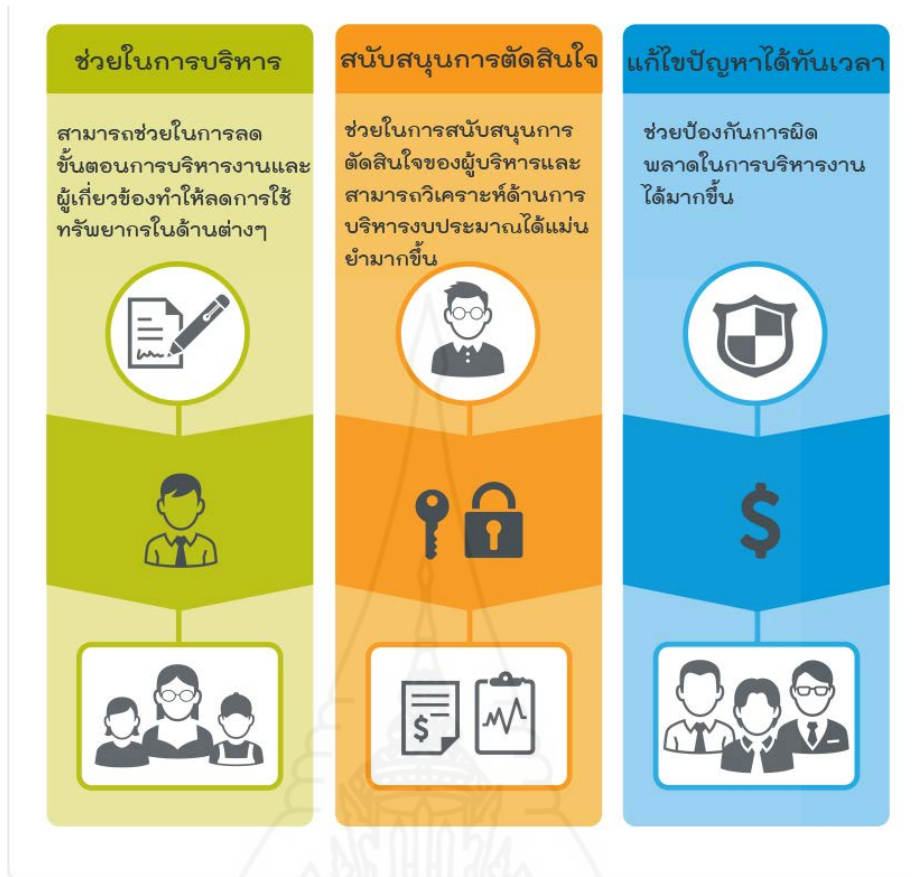 ช่วยในการบริหาร
สามารถช่วยในการลด
ขั้นตอนการบริหารงานและ
ผู้เกี่ยวข้องทำให้ลดการใช้
ทรัพยากรในด้านต่างๆ
สนับสนุนการตัดสินใจ
ช่วยในการสนับสนุนการ
ตัดสินใจของผู้บริหารและ
สามารถวิเคราะห์ด้านการ
บริหารงบประมาณได้แม่น
ยำมากขึ้น
$
แก้ไขปัญหาได้ทันเวลา
ช่วยป้องกันการผิด
พลาดในการบริหารงาน
ได้มากขึ้น
$